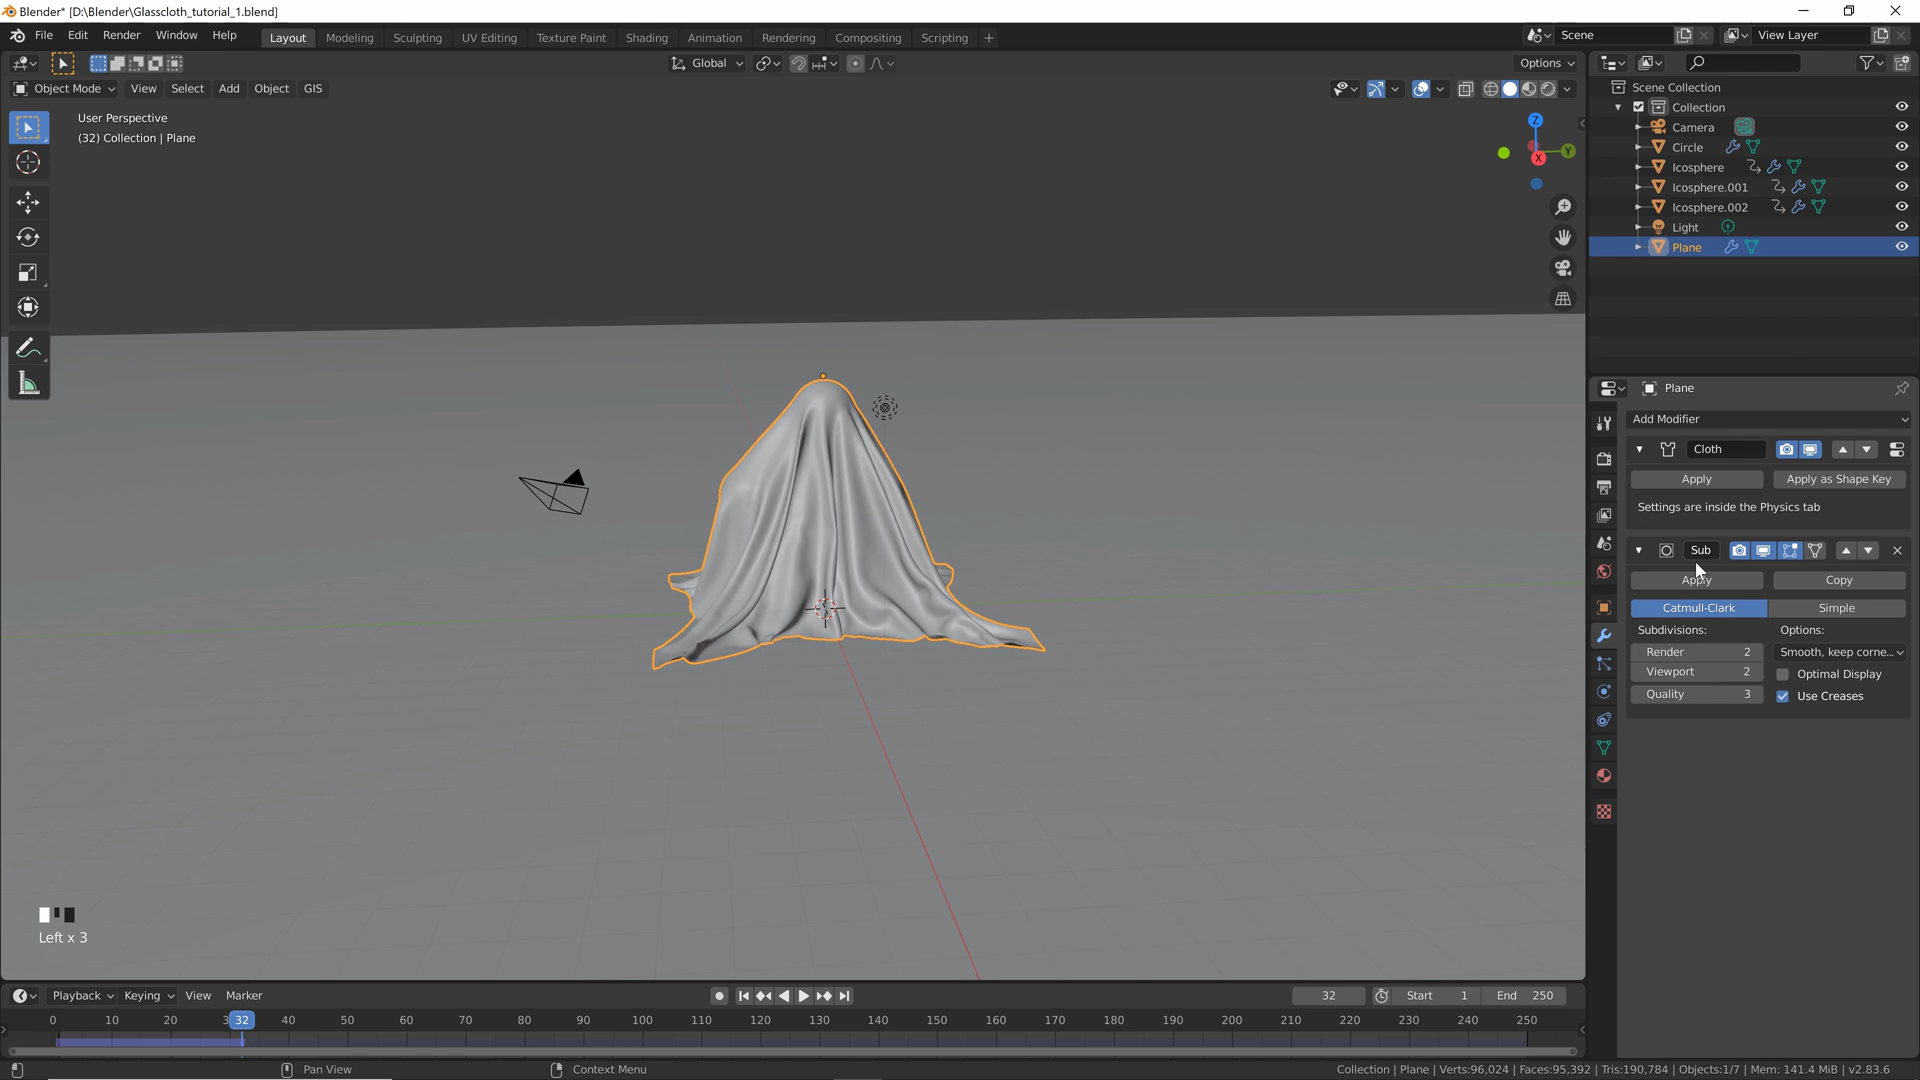 Blender* [D:\Blender\Glasscloth_tutorial_1.blend]
File Edit Render Window Help
Layout Modeling Sculpting UV Editing Texture Paint Shading Animation Rendering Compositing Scripting +
Scene
View Layer
Global
Options
Object Mode View Select Add Object GIS
User Perspective
(32) Collection | Plane
Z
Y
X
Scene Collection
Collection
Camera
Circle
Icosphere
Icosphere.001
Icosphere.002
Light
Plane
Plane
Add Modifier
Cloth
Apply Apply as Shape Key
Settings are inside the Physics tab
Sub
Apply Copy
Catmull-Clark Simple
Subdivisions: Options:
Render 2 Smooth, keep corne...
Viewport 2 Optimal Display
Quality 3 Use Creases
Left x 3
Playback Keying View Marker
32 Start 1 End 250
0 10 20 3 32 40 50 60 70 80 90 100 110 120 130 140 150 160 170 180 190 200 210 220 230 240 250
Pan View
Context Menu
Collection | Plane | Verts:96,024 | Faces:95,392 | Tris:190,784 | Objects:1/7 | Mem: 141.4 MiB | v2.83.6